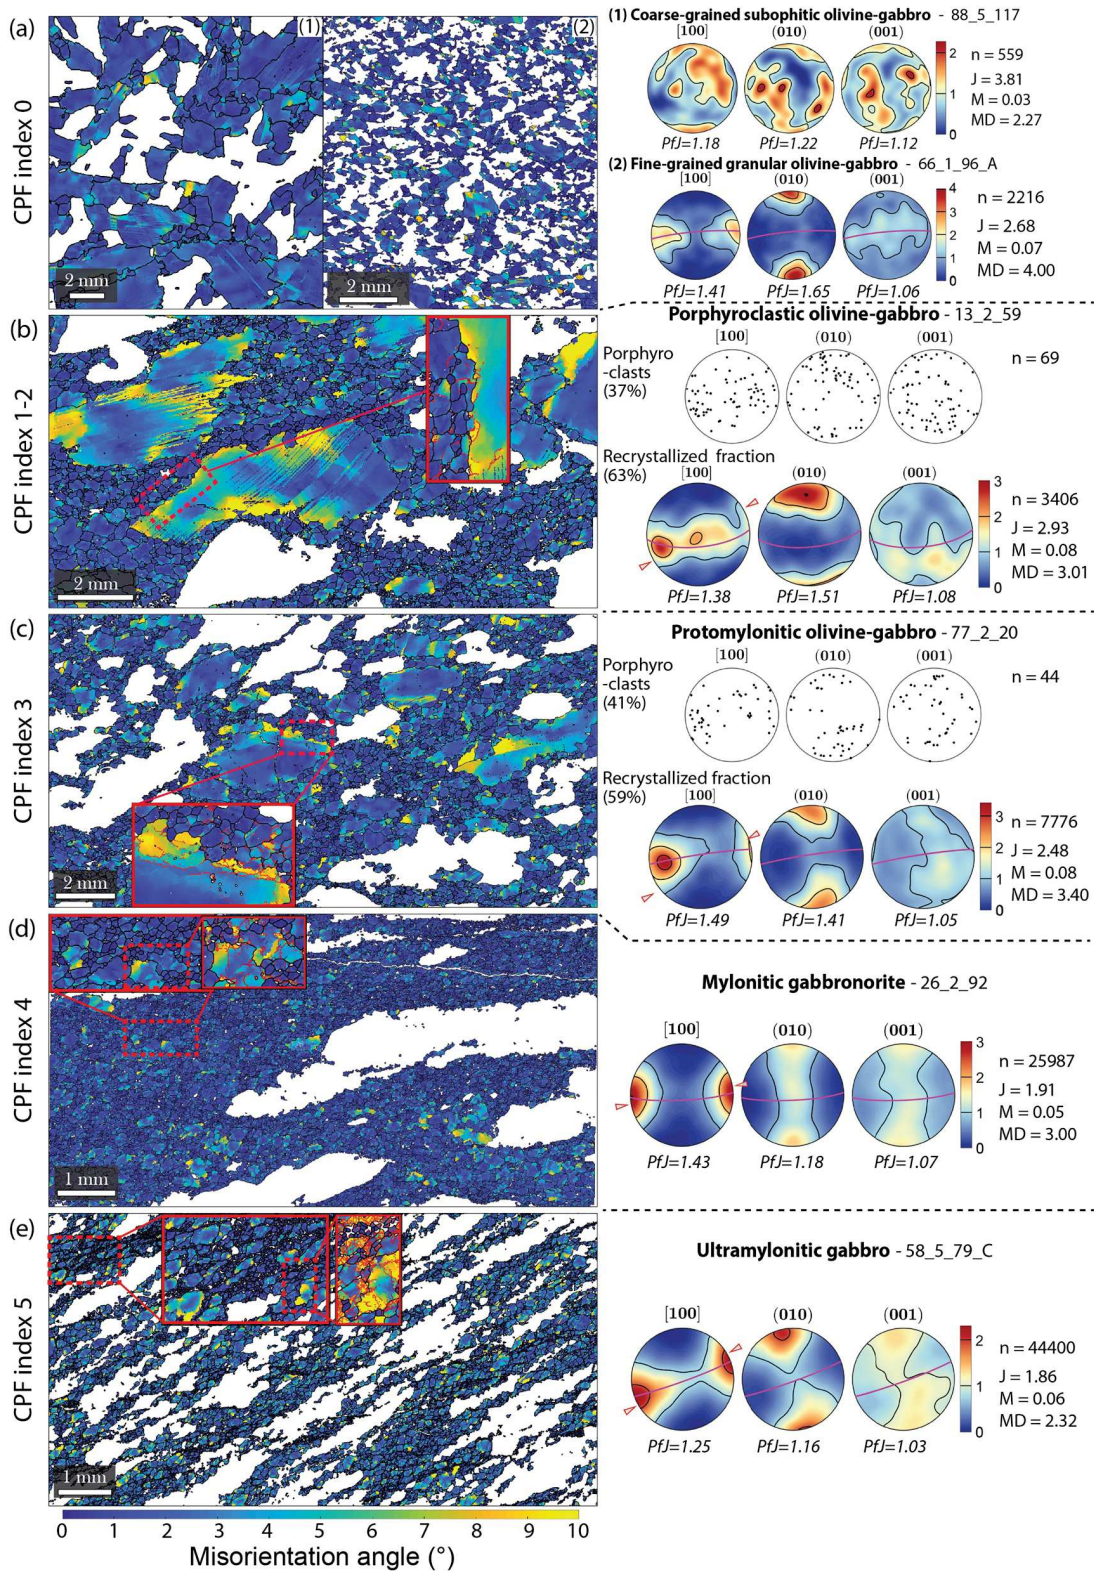 (a)
CPF index 0
(1)
(2)
2 mm
2 mm
(1) Coarse-grained subophitic olivine-gabbro - 88_5_117
[100] (010) (001)
n = 559
J = 3.81
M = 0.03
MD = 2.27
2
1
0
PfJ=1.18 PfJ=1.22 PfJ=1.12
(2) Fine-grained granular olivine-gabbro - 66_1_96_A
[100] (010) (001)
n = 2216
J = 2.68
M = 0.07
MD = 4.00
4
3
2
1
0
PfJ=1.41 PfJ=1.65 PfJ=1.06
(b)
CPF index 1-2
2 mm
Porphyroclastic olivine-gabbro - 13_2_59
Porphyro
-clasts
(37%)
[100] (010) (001)
n = 69
Recrystallized fraction
(63%)
[100] (010) (001)
3
2
1
0
n = 3406
J = 2.93
M = 0.08
MD = 3.01
PfJ=1.38 PfJ=1.51 PfJ=1.08
(c)
CPF index 3
2 mm
Protomylonitic olivine-gabbro - 77_2_20
Porphyro
-clasts
(41%)
[100] (010) (001)
n = 44
Recrystallized fraction
(59%)
[100] (010) (001)
3
2
1
0
n = 7776
J = 2.48
M = 0.08
MD = 3.40
PfJ=1.49 PfJ=1.41 PfJ=1.05
(d)
CPF index 4
1 mm
Mylonitic gabbronorite - 26_2_92
[100] (010) (001)
3
2
1
0
n = 25987
J = 1.91
M = 0.05
MD = 3.00
PfJ=1.43 PfJ=1.18 PfJ=1.07
(e)
CPF index 5
1 mm
Ultramylonitic gabbro - 58_5_79_C
[100] (010) (001)
2
1
0
n = 44400
J = 1.86
M = 0.06
MD = 2.32
PfJ=1.25 PfJ=1.16 PfJ=1.03
0 1 2 3 4 5 6 7 8 9 10
Misorientation angle (°)